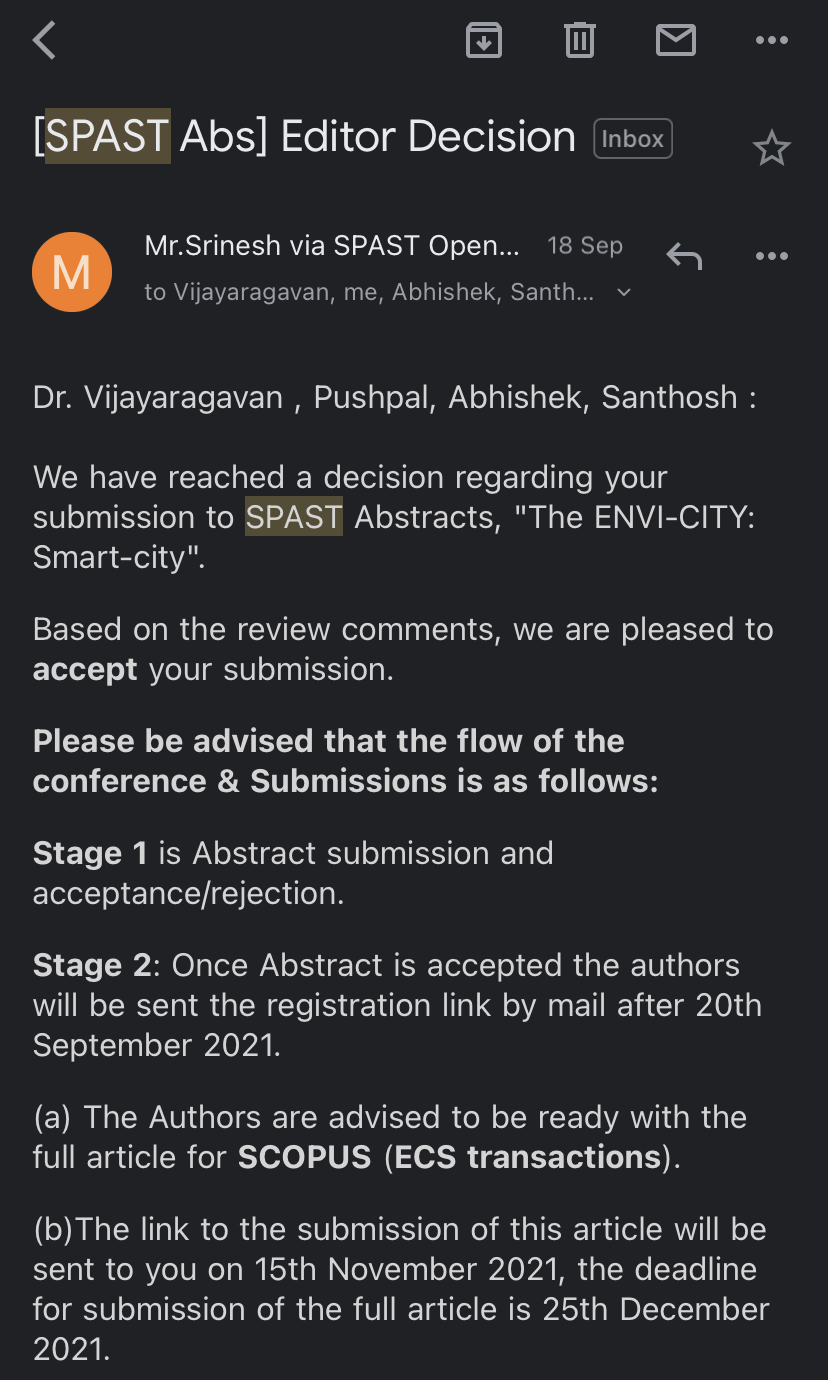 [SPAST Abs] Editor Decision Inbox
M
Mr.Srinesh via SPAST Open... 18 Sep
to Vijayaragavan, me, Abhishek, Santh...
Dr. Vijayaragavan , Pushpal, Abhishek, Santhosh :
We have reached a decision regarding your
submission to SPAST Abstracts, "The ENVI-CITY:
Smart-city".
Based on the review comments, we are pleased to
accept your submission.
Please be advised that the flow of the
conference & Submissions is as follows:
Stage 1 is Abstract submission and
acceptance/rejection.
Stage 2: Once Abstract is accepted the authors
will be sent the registration link by mail after 20th
September 2021.
(a) The Authors are advised to be ready with the
full article for SCOPUS (ECS transactions).
(b)The link to the submission of this article will be
sent to you on 15th November 2021, the deadline
for submission of the full article is 25th December
2021.